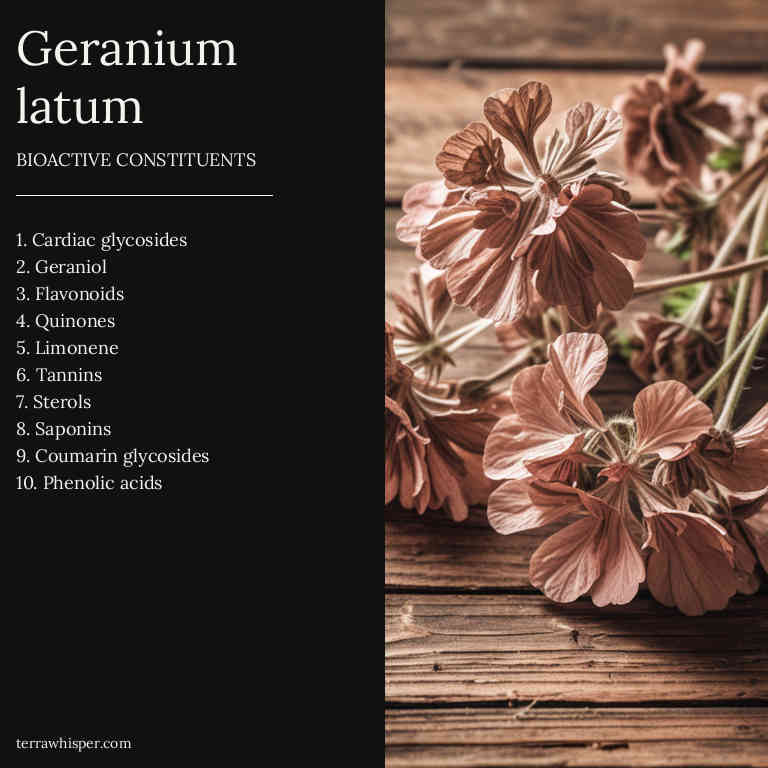 Geranium
latum
BIOACTIVE CONSTITUENTS
1. Cardiac glycosides
2. Geraniol
3. Flavonoids
4. Quinones
5. Limonene
6. Tannins
7. Sterols
8. Saponins
9. Coumarin glycosides
10. Phenolic acids
terrawhisper.com